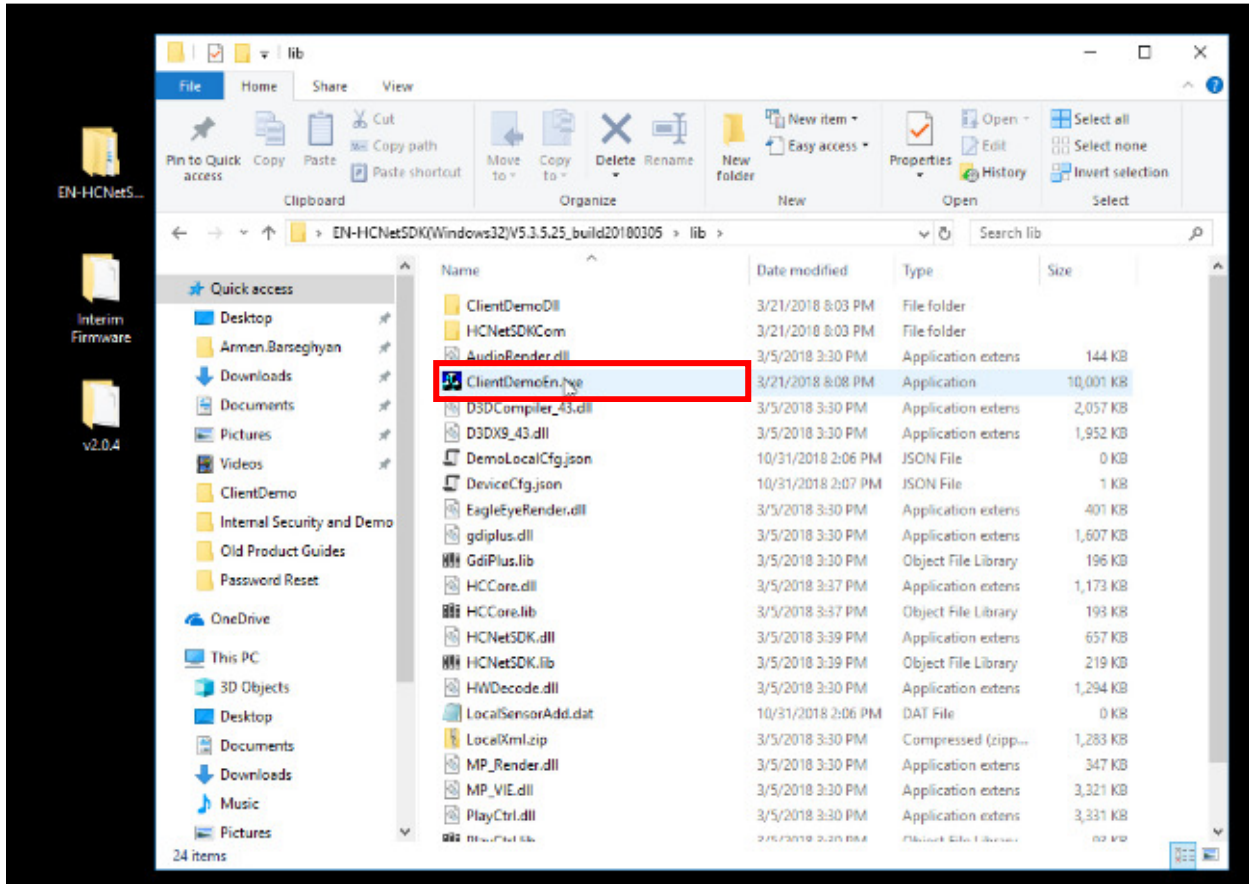 lib
File Home Share View
Pin to Quick access Copy Paste Cut Copy path Paste shortcut
Move to Copy to Delete Rename
New folder New item Easy access
Properties Open Edit History
Select all Select none Invert selection
Clipboard Organize New Open Select
EN-HCNetSDK(Windows32)V5.3.5.25_build20180305 > lib >
Search lib
EN-HCNetS...
Interim
Firmware
v2.0.4
Quick access
Desktop
Armen.Barseghyan
Downloads
Documents
Pictures
Videos
ClientDemo
Internal Security and Demo
Old Product Guides
Password Reset
OneDrive
This PC
3D Objects
Desktop
Documents
Downloads
Music
Pictures
Name Date modified Type Size
ClientDemoDll 3/21/2018 8:03 PM File folder
HCNetSDKCom 3/21/2018 8:03 PM File folder
AudioRender.dll 3/5/2018 3:30 PM Application extens 144 KB
ClientDemoEn.exe 3/21/2018 8:08 PM Application 10,001 KB
D3DCompiler_43.dll 3/5/2018 3:30 PM Application extens 2,057 KB
D3DX9_43.dll 3/5/2018 3:30 PM Application extens 1,952 KB
DemoLocalCfg.json 10/31/2018 2:06 PM JSON File 0 KB
DeviceCfg.json 10/31/2018 2:07 PM JSON File 1 KB
EagleEyeRender.dll 3/5/2018 3:30 PM Application extens 401 KB
gdiplus.dll 3/5/2018 3:30 PM Application extens 1,607 KB
GdiPlus.lib 3/5/2018 3:30 PM Object File Library 196 KB
HCCore.dll 3/5/2018 3:37 PM Application extens 1,173 KB
HCCore.lib 3/5/2018 3:37 PM Object File Library 193 KB
HCNetSDK.dll 3/5/2018 3:39 PM Application extens 657 KB
HCNetSDK.lib 3/5/2018 3:39 PM Object File Library 219 KB
HWDecode.dll 3/5/2018 3:30 PM Application extens 1,294 KB
LocalSensorAdd.dat 10/31/2018 2:06 PM DAT File 0 KB
LocalXml.zip 3/5/2018 3:30 PM Compressed (zipp... 1,283 KB
MP_Render.dll 3/5/2018 3:30 PM Application extens 347 KB
MP_VIE.dll 3/5/2018 3:30 PM Application extens 3,321 KB
PlayCtrl.dll 3/5/2018 3:30 PM Application extens 3,331 KB
24 items